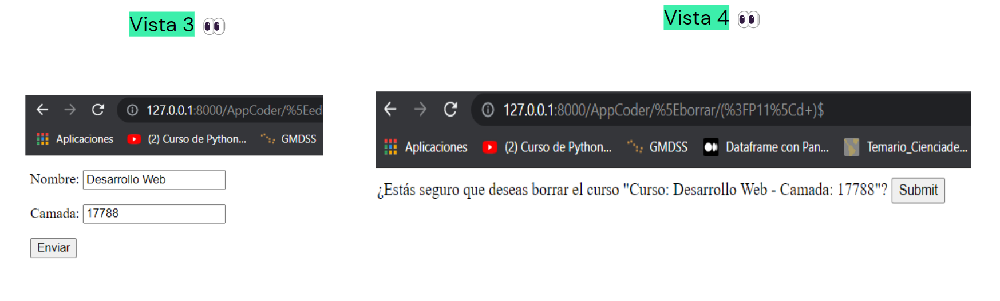 Vista 3 👀
127.0.0.1:8000/AppCoder/%5Eed
Aplicaciones (2) Curso de Python... GMDSS
Nombre: Desarrollo Web
Camada: 17788
Enviar
Vista 4 👀
127.0.0.1:8000/AppCoder/%5Eborrar/(%3FP11%5Cd+)$
Aplicaciones (2) Curso de Python... GMDSS Dataframe con Pan... Temario_Cienciade...
¿Estás seguro que deseas borrar el curso "Curso: Desarrollo Web - Camada: 17788"? Submit